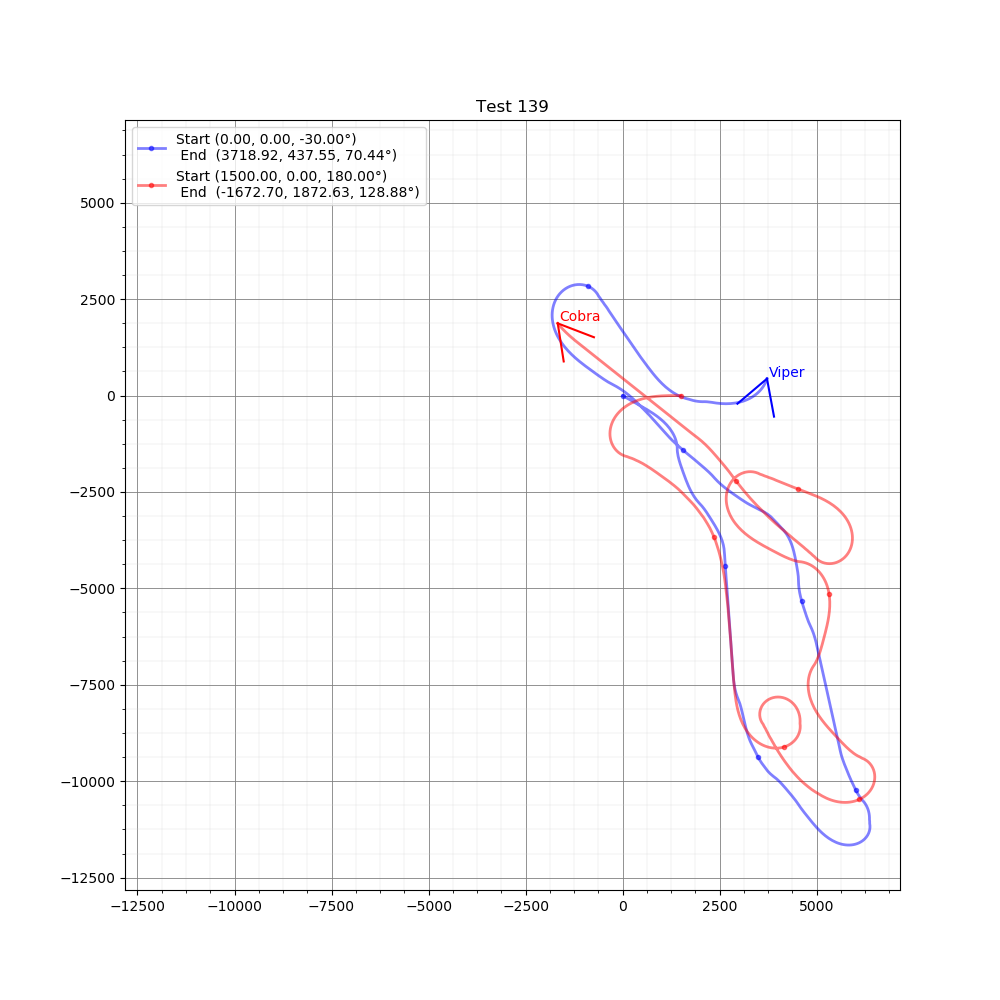 Test 139
Start (0.00, 0.00, -30.00°)
End (3718.92, 437.55, 70.44°)
Start (1500.00, 0.00, 180.00°)
End (-1672.70, 1872.63, 128.88°)
5000
2500
Cobra
Viper
0
−2500
−5000
−7500
−10000
−12500
−12500 −10000 −7500 −5000 −2500 0 2500 5000